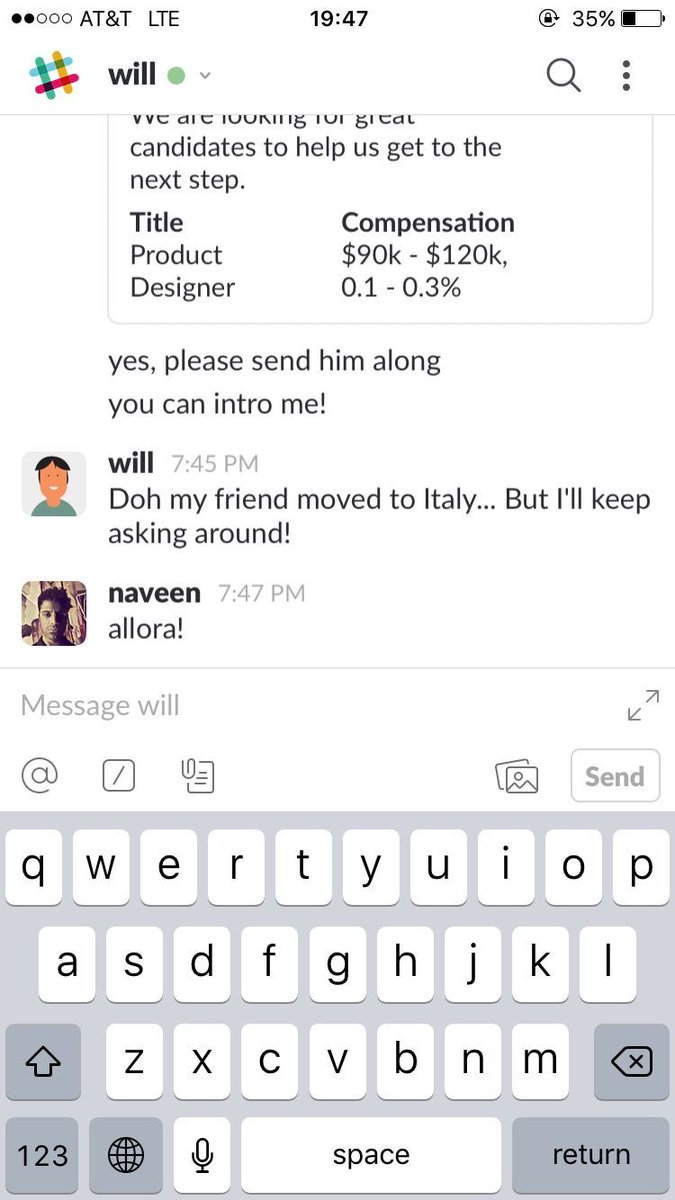 AT&T LTE 19:47 35%
will
We are looking for great
candidates to help us get to the
next step.
Title Compensation
Product $90k - $120k,
Designer 0.1 - 0.3%
yes, please send him along
you can intro me!
will 7:45 PM
Doh my friend moved to Italy... But I'll keep
asking around!
naveen 7:47 PM
allora!
Message will
@ /
Send
q w e r t y u i o p
a s d f g h j k l
z x c v b n m
123 space return